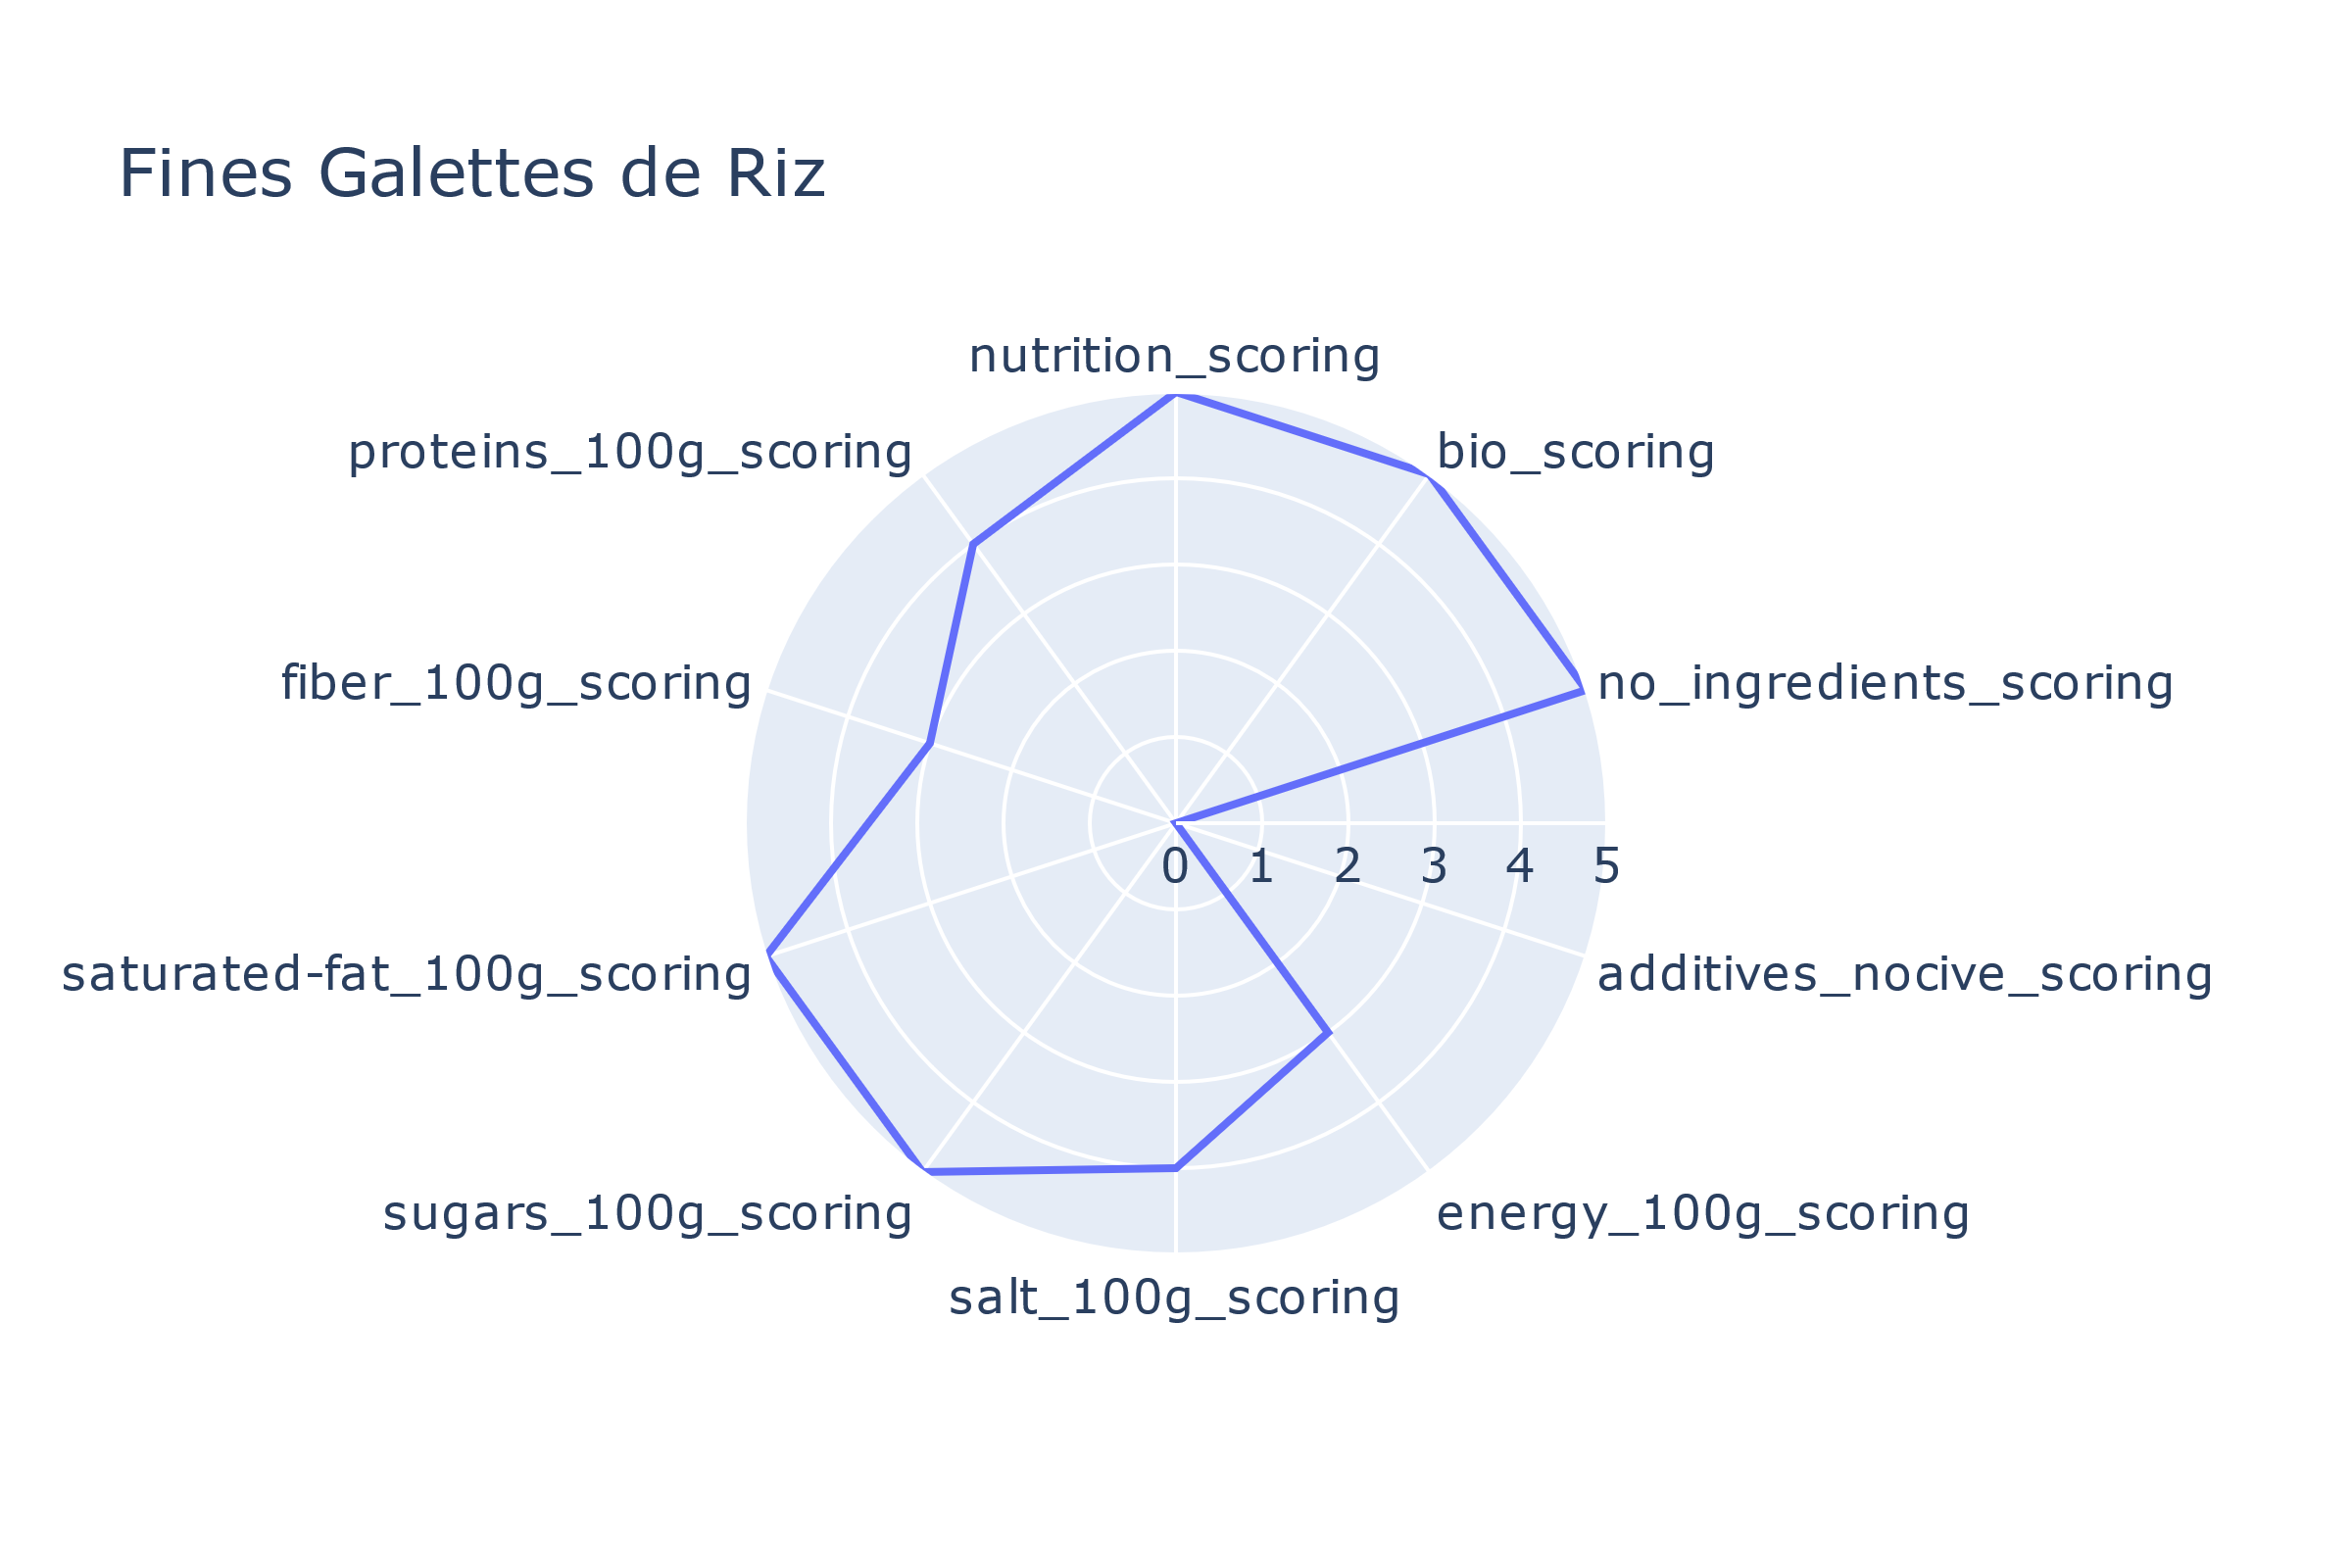 Fines Galettes de Riz
nutrition_scoring
proteins_100g_scoring
bio_scoring
fiber_100g_scoring
no_ingredients_scoring
0 1 2 3 4 5
saturated-fat_100g_scoring
additives_nocive_scoring
sugars_100g_scoring
energy_100g_scoring
salt_100g_scoring